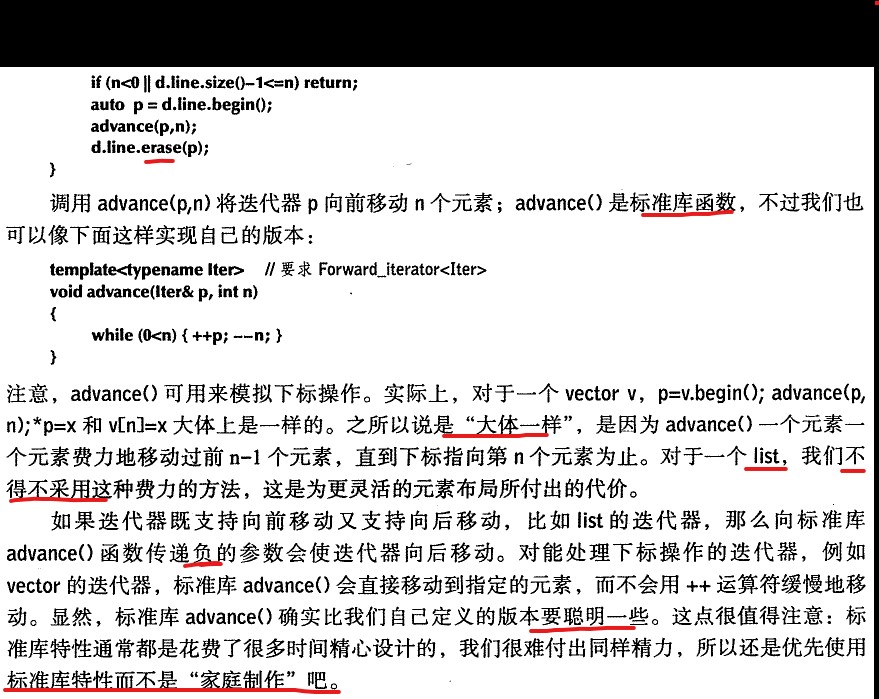 if (n<0 || d.line.size()-1<=n) return;
auto p = d.line.begin();
advance(p,n);
d.line.erase(p);
}
调用 advance(p,n) 将迭代器 p 向前移动 n 个元素；advance() 是标准库函数，不过我们也
可以像下面这样实现自己的版本：
template<typename Iter> // 要求 Forward_iterator<Iter>
void advance(Iter& p, int n)
{
while (0<n) { ++p; --n; }
}
注意，advance() 可用来模拟下标操作。实际上，对于一个 vector v，p=v.begin(); advance(p,
n);*p=x 和 v[n]=x 大体上是一样的。之所以说是“大体一样”，是因为 advance() 一个元素一
个元素费力地移动过前 n-1 个元素，直到下标指向第 n 个元素为止。对于一个 list，我们不
得不采用这种费力的方法，这是为更灵活的元素布局所付出的代价。
如果迭代器既支持向前移动又支持向后移动，比如 list 的迭代器，那么向标准库
advance() 函数传递负的参数会使迭代器向后移动。对能处理下标操作的迭代器，例如
vector 的迭代器，标准库 advance() 会直接移动到指定的元素，而不会用 ++ 运算符缓慢地移
动。显然，标准库 advance() 确实比我们自己定义的版本要聪明一些。这点很值得注意：标
准库特性通常都是花费了很多时间精心设计的，我们很难付出同样精力，所以还是优先使用
标准库特性而不是“家庭制作”吧。